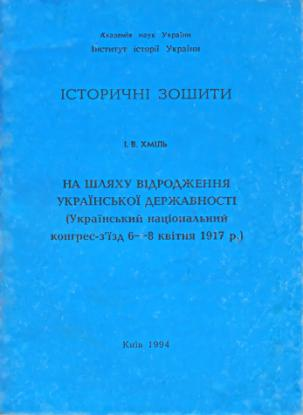 Академія наук України
Інститут історії України
ІСТОРИЧНІ ЗОШИТИ
І. В. ХМІЛЬ
НА ШЛЯХУ ВІДРОДЖЕННЯ
УКРАЇНСЬКОЇ ДЕРЖАВНОСТІ
(Український національний
конгрес-з'їзд 6—8 квітня 1917 р.)
Київ 1994